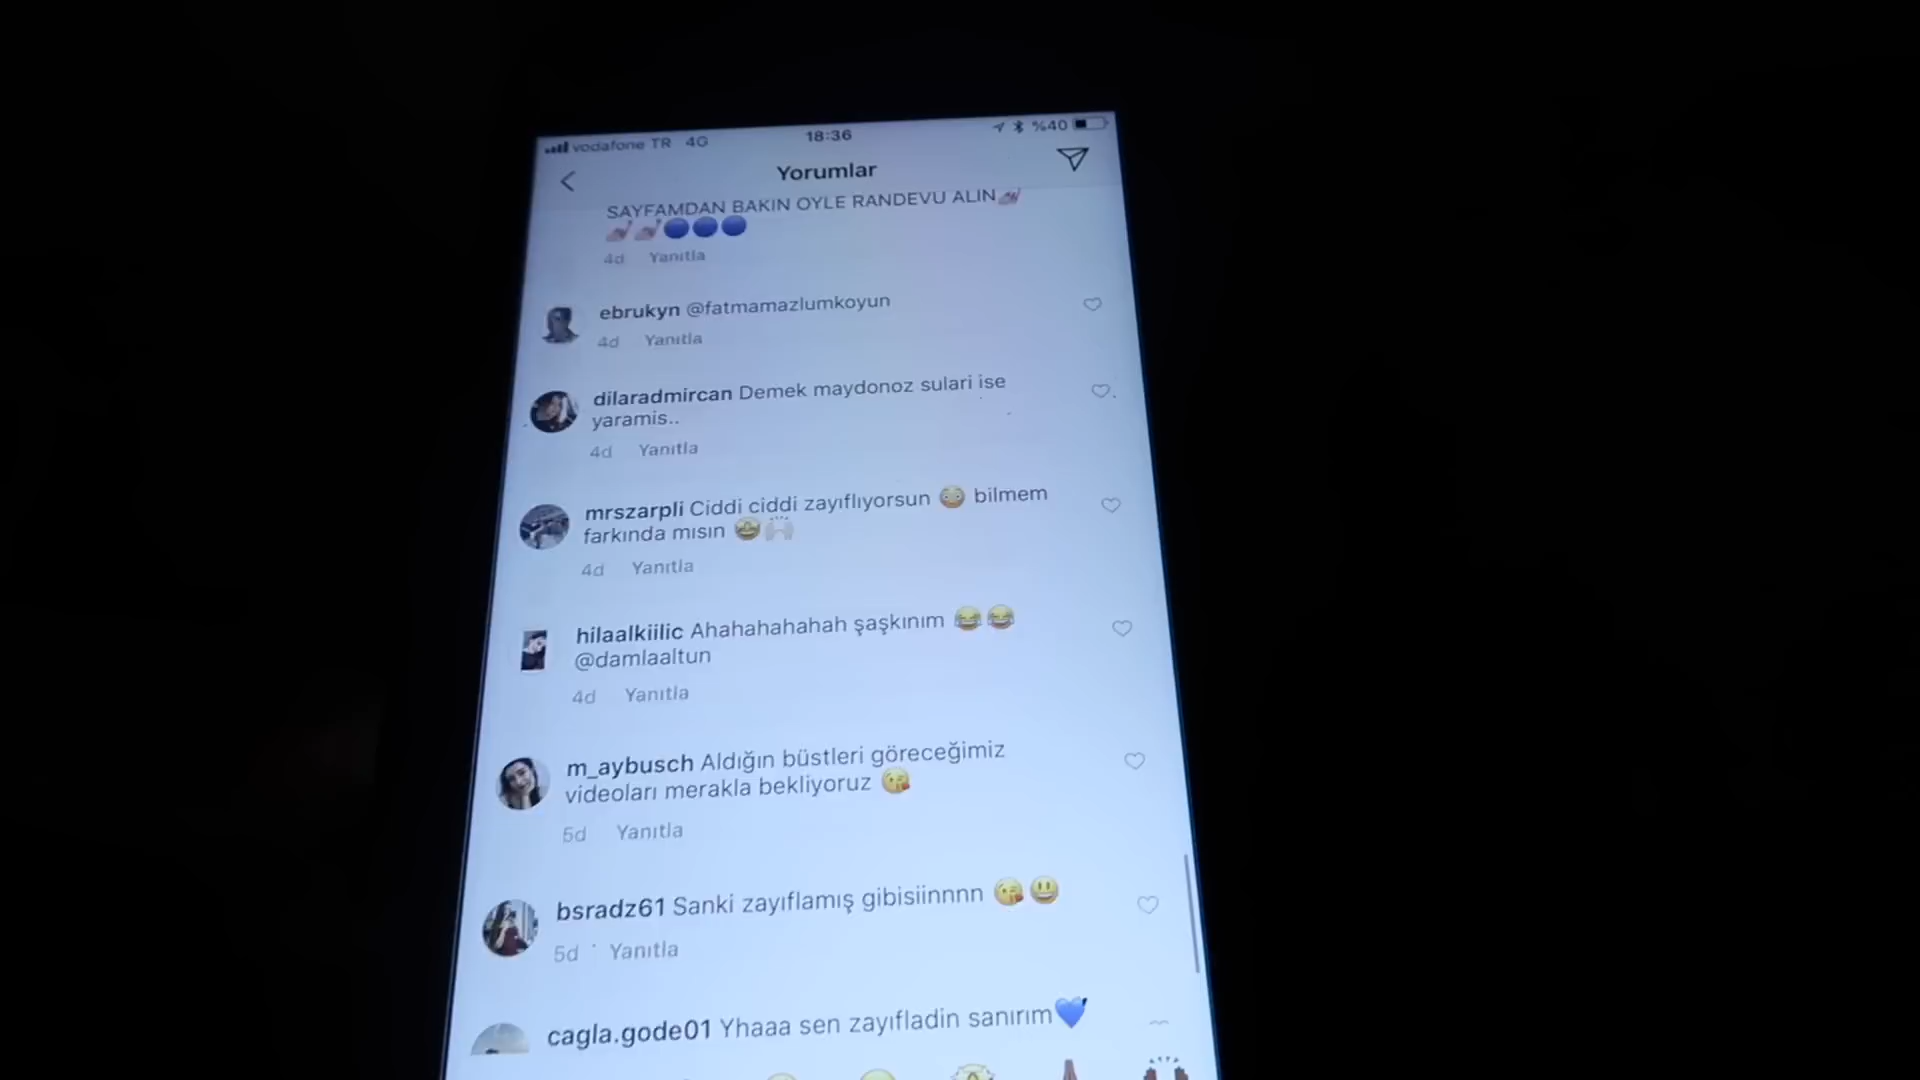 vodafone TR 4G 18:36 %40
Yorumlar
SAYFAMDAN BAKIN OYLE RANDEVU ALIN💅
💅💅🔵🔵🔵
4d Yanıtla
ebrukyn @fatmamazlumkoyun
4d Yanıtla
dilaradmircan Demek maydonoz sulari ise
yaramis..
4d Yanıtla
mrszarpli Ciddi ciddi zayıflıyorsun 😳 bilmem
farkında mısın 😂🙌🏻
4d Yanıtla
hilaalkiilic Ahahahahahah şaşkınım 😂😂
@damlaaltun
4d Yanıtla
m_aybusch Aldığın büstleri göreceğimiz
videoları merakla bekliyoruz 😘
5d Yanıtla
bsradz61 Sanki zayıflamış gibisiinnnn 😘😃
5d Yanıtla
cagla.gode01 Yhaaa sen zayıfladin sanırım💙